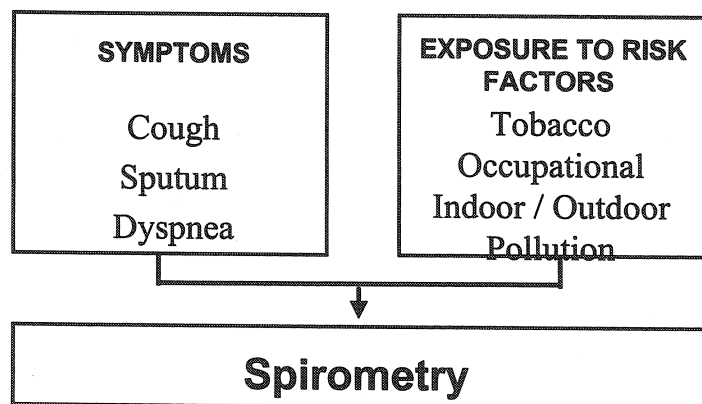 SYMPTOMS
Cough
Sputum
Dyspnea
EXPOSURE TO RISK
FACTORS
Tobacco
Occupational
Indoor / Outdoor
Pollution
Spirometry